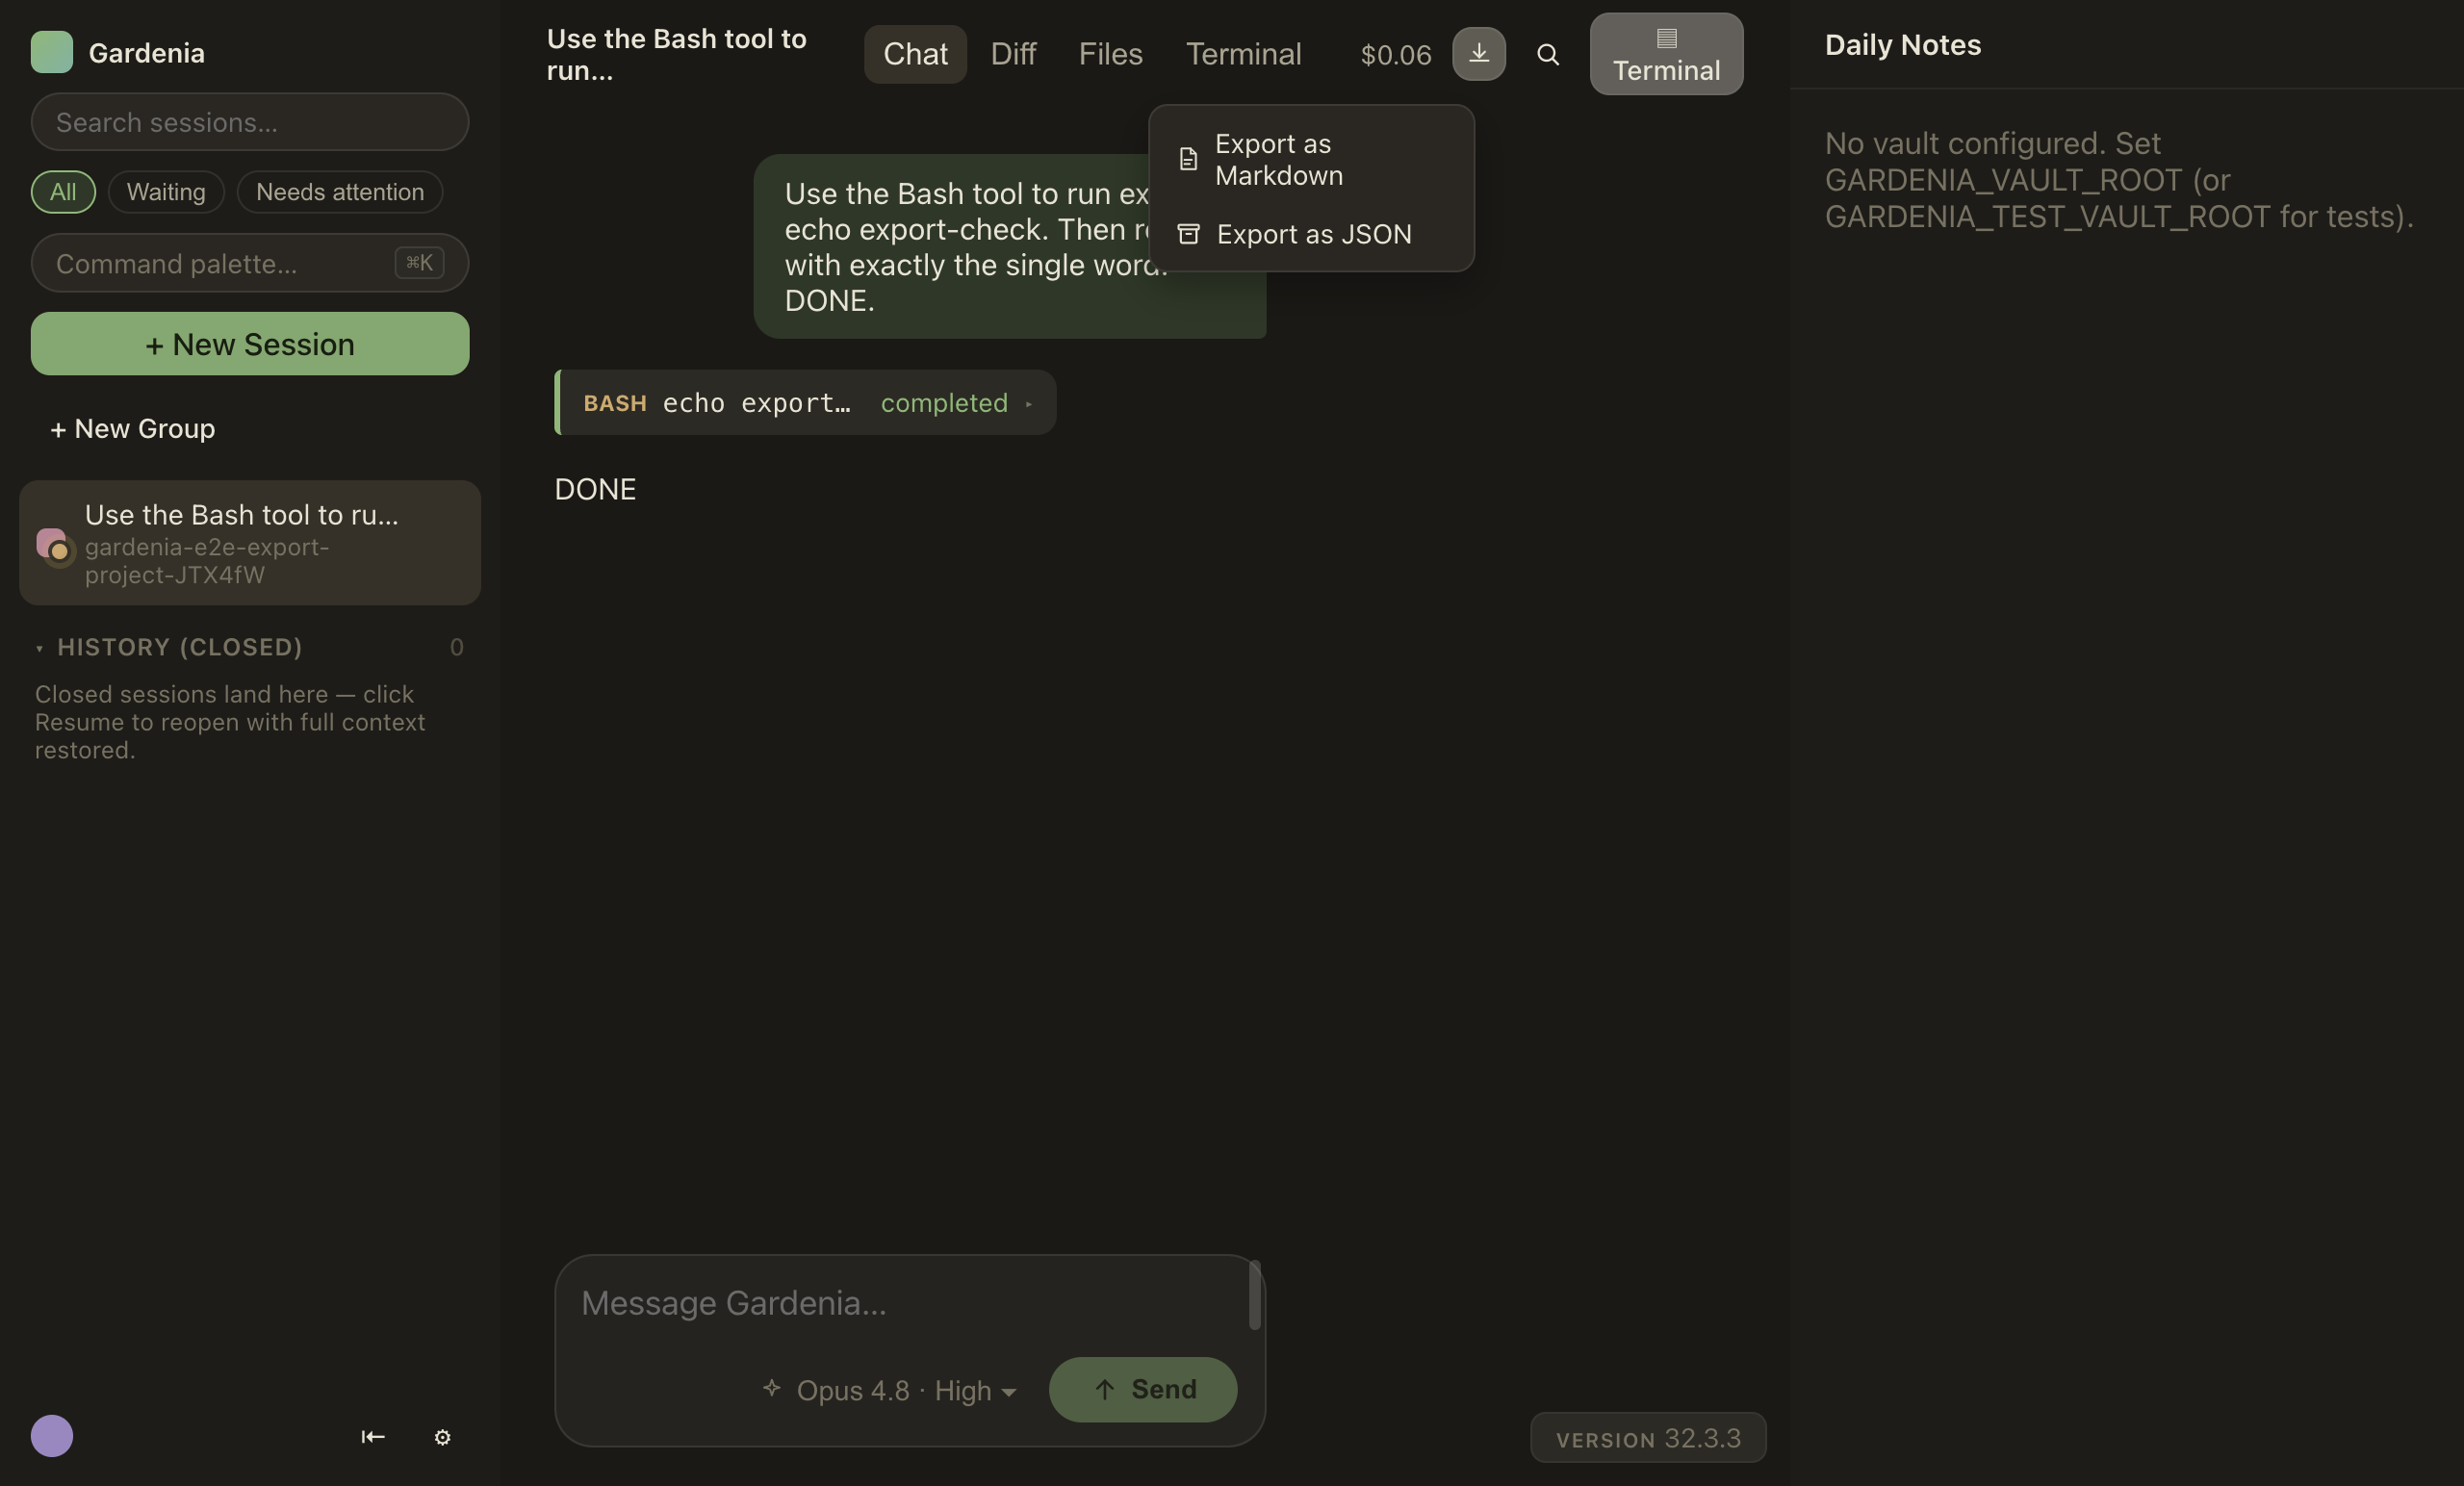 Gardenia
Search sessions...
All
Waiting
Needs attention
Command palette...
⌘K
+ New Session
+ New Group
Use the Bash tool to ru...
gardenia-e2e-export-
project-JTX4fW
HISTORY (CLOSED)
0
Closed sessions land here — click
Resume to reopen with full context
restored.
Use the Bash tool to
run...
Chat
Diff
Files
Terminal
$0.06
Terminal
Export as
Markdown
Export as JSON
Use the Bash tool to run
echo export-check. Then
with exactly the single word:
DONE.
BASH echo export… completed
DONE
Message Gardenia...
Opus 4.8 · High
Send
VERSION 32.3.3
Daily Notes
No vault configured. Set
GARDENIA_VAULT_ROOT (or
GARDENIA_TEST_VAULT_ROOT for tests).